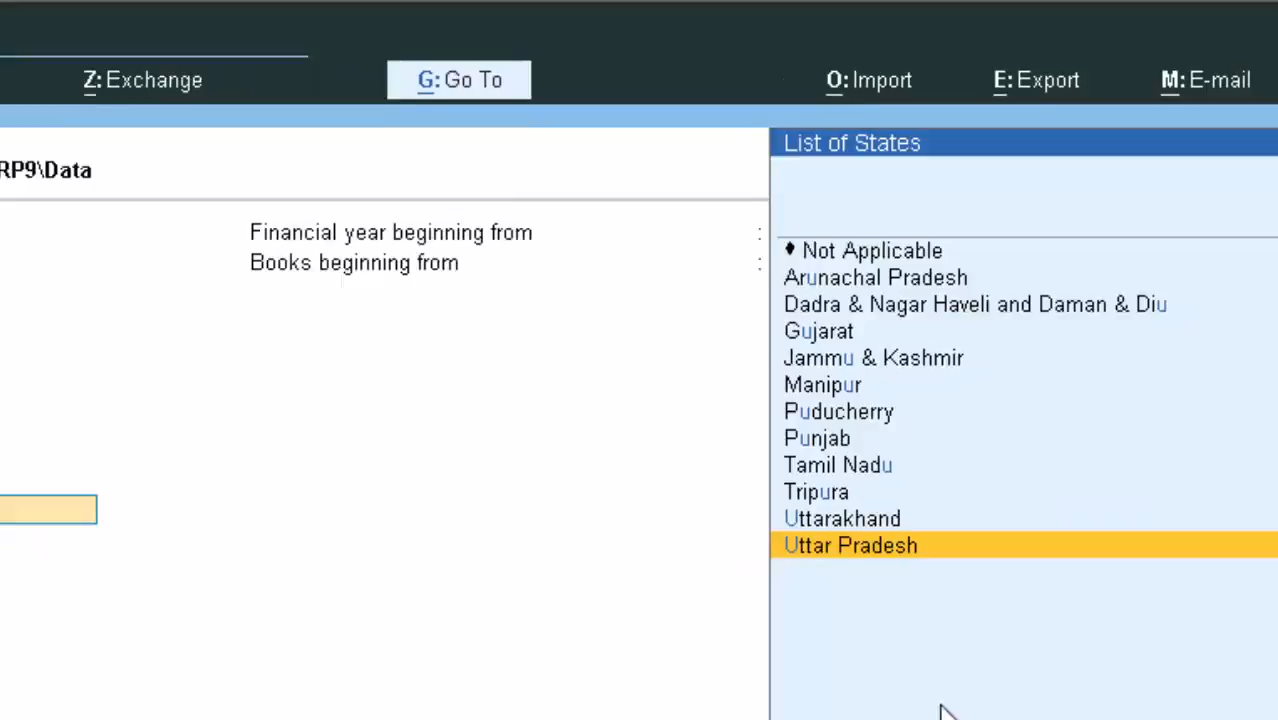 Z: Exchange
G: Go To
O: Import
E: Export
M: E-mail
List of States
RP9\Data
Financial year beginning from :
Books beginning from :
♦ Not Applicable
Arunachal Pradesh
Dadra & Nagar Haveli and Daman & Diu
Gujarat
Jammu & Kashmir
Manipur
Puducherry
Punjab
Tamil Nadu
Tripura
Uttarakhand
Uttar Pradesh